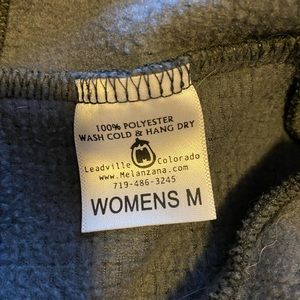 100% POLYESTER
WASH COLD & HANG DRY
Leadville Colorado
www.Melanzana.com
719-486-3245
WOMENS M